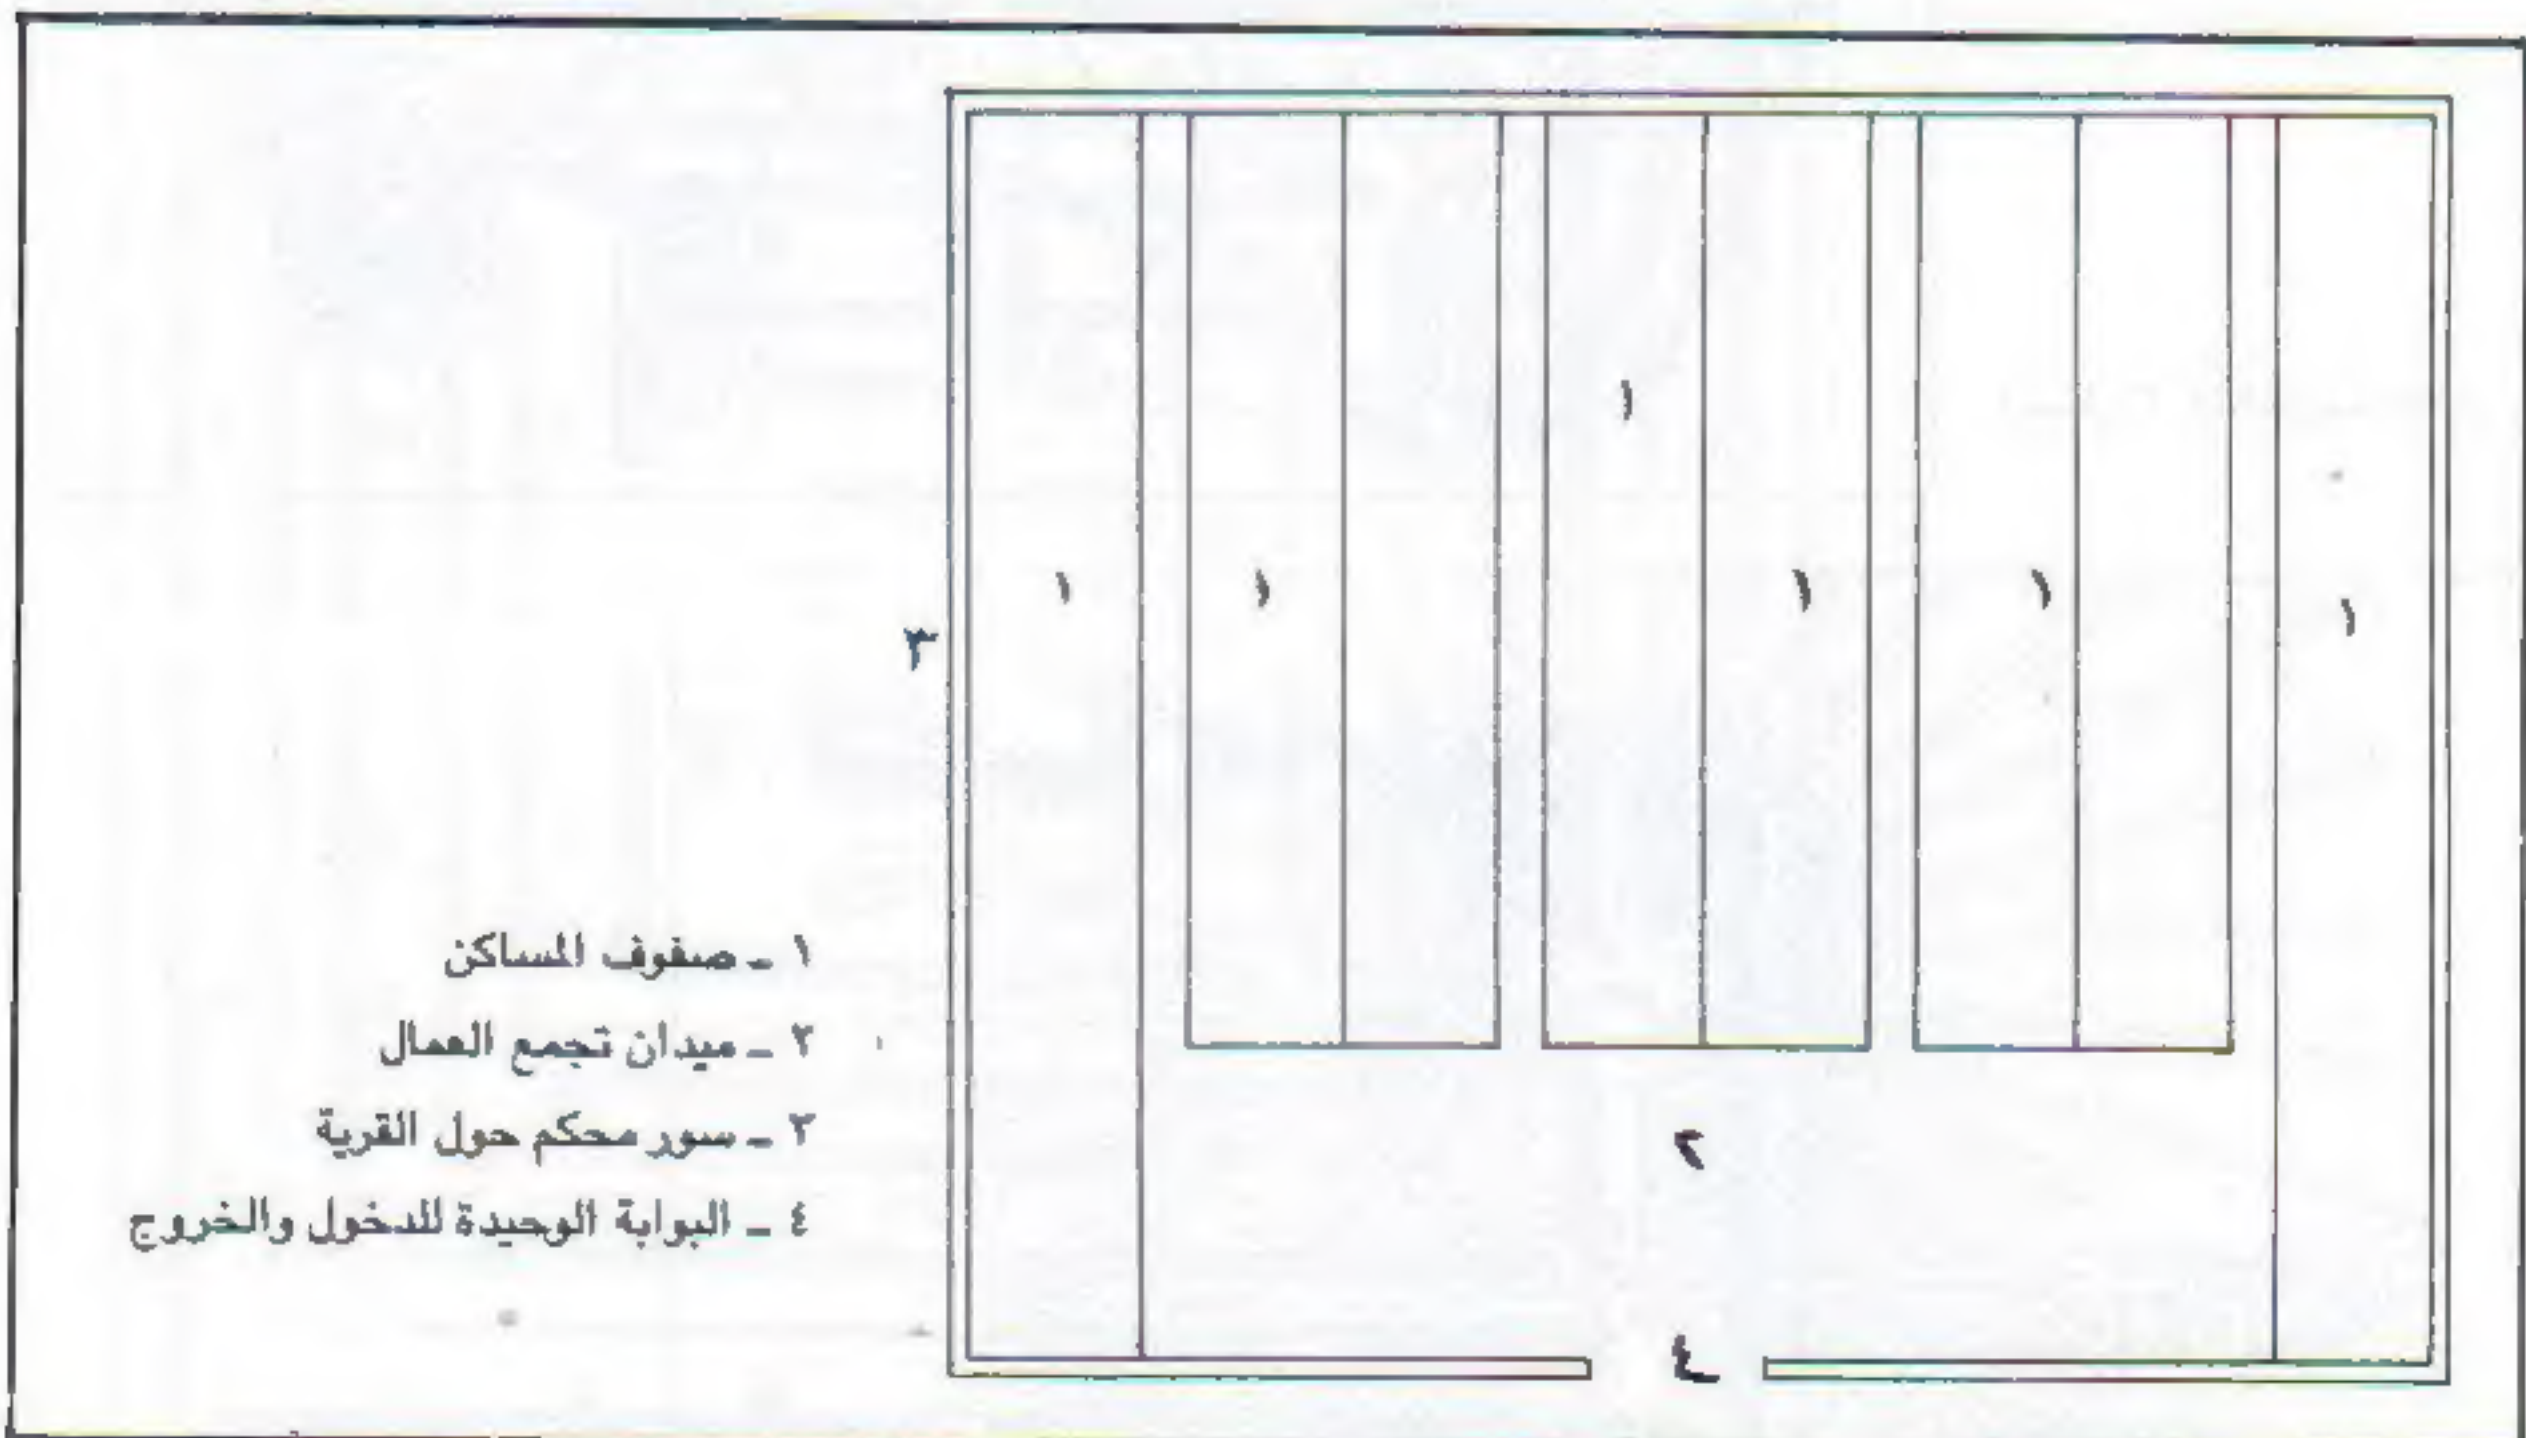 ١
١
١
١
١
١
٣
٢
٤
١ - صفوف المساكن
٢ - ميدان تجمع العمال
٣ - سور محكم حول القرية
٤ - البوابة الوحيدة للدخول والخروج